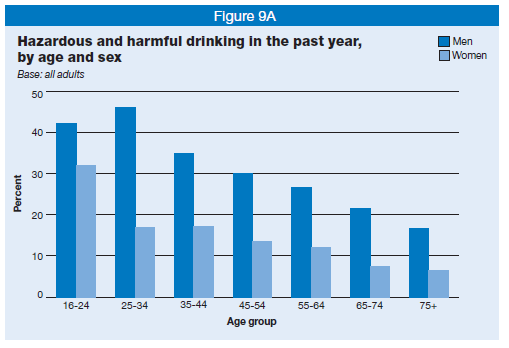 Figure 9A
Hazardous and harmful drinking in the past year,
by age and sex
Base: all adults
Men
Women
50
40
30
20
10
0
Percent
16-24 25-34 35-44 45-54 55-64 65-74 75+
Age group